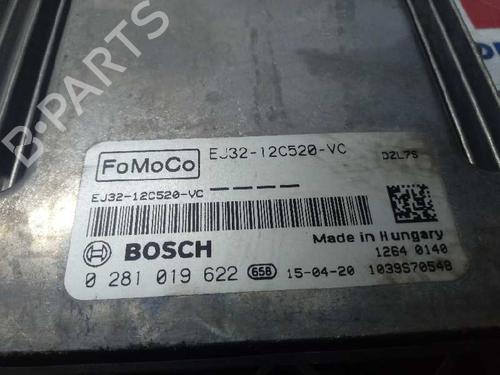 FoMoCo
EJ32-12C520-VC
DZL7S
EJ32-12C520-VC ----
BOSCH
Made in Hungary
1264 0140
0 281 019 622 658 15-04-20 1039S70548